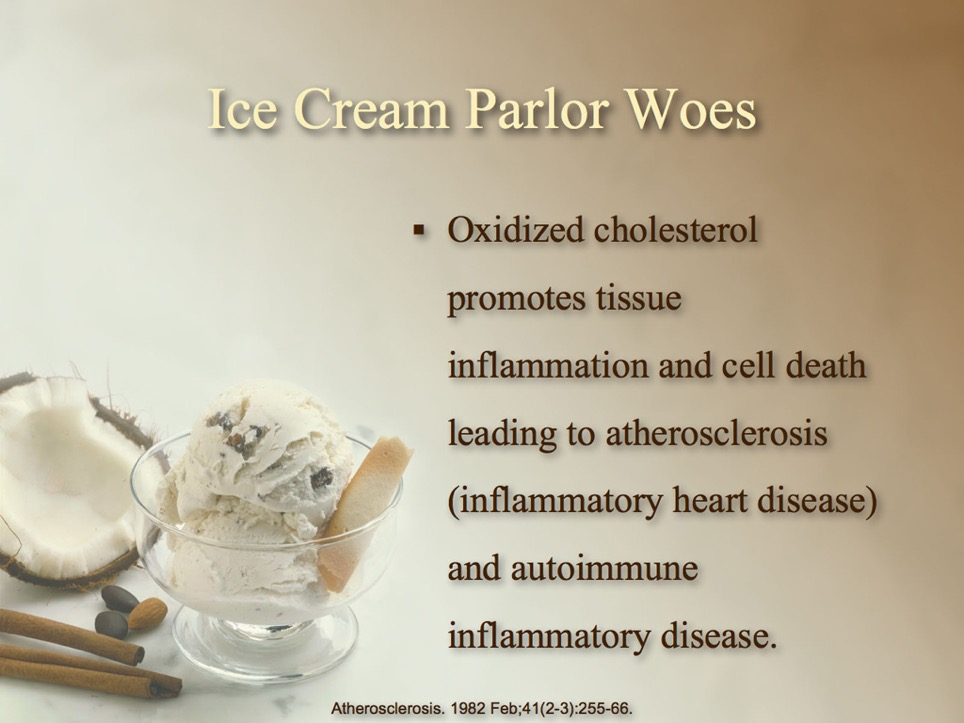 Ice Cream Parlor Woes
▪ Oxidized cholesterol
promotes tissue
inflammation and cell death
leading to atherosclerosis
(inflammatory heart disease)
and autoimmune
inflammatory disease.
Atherosclerosis. 1982 Feb;41(2-3):255-66.